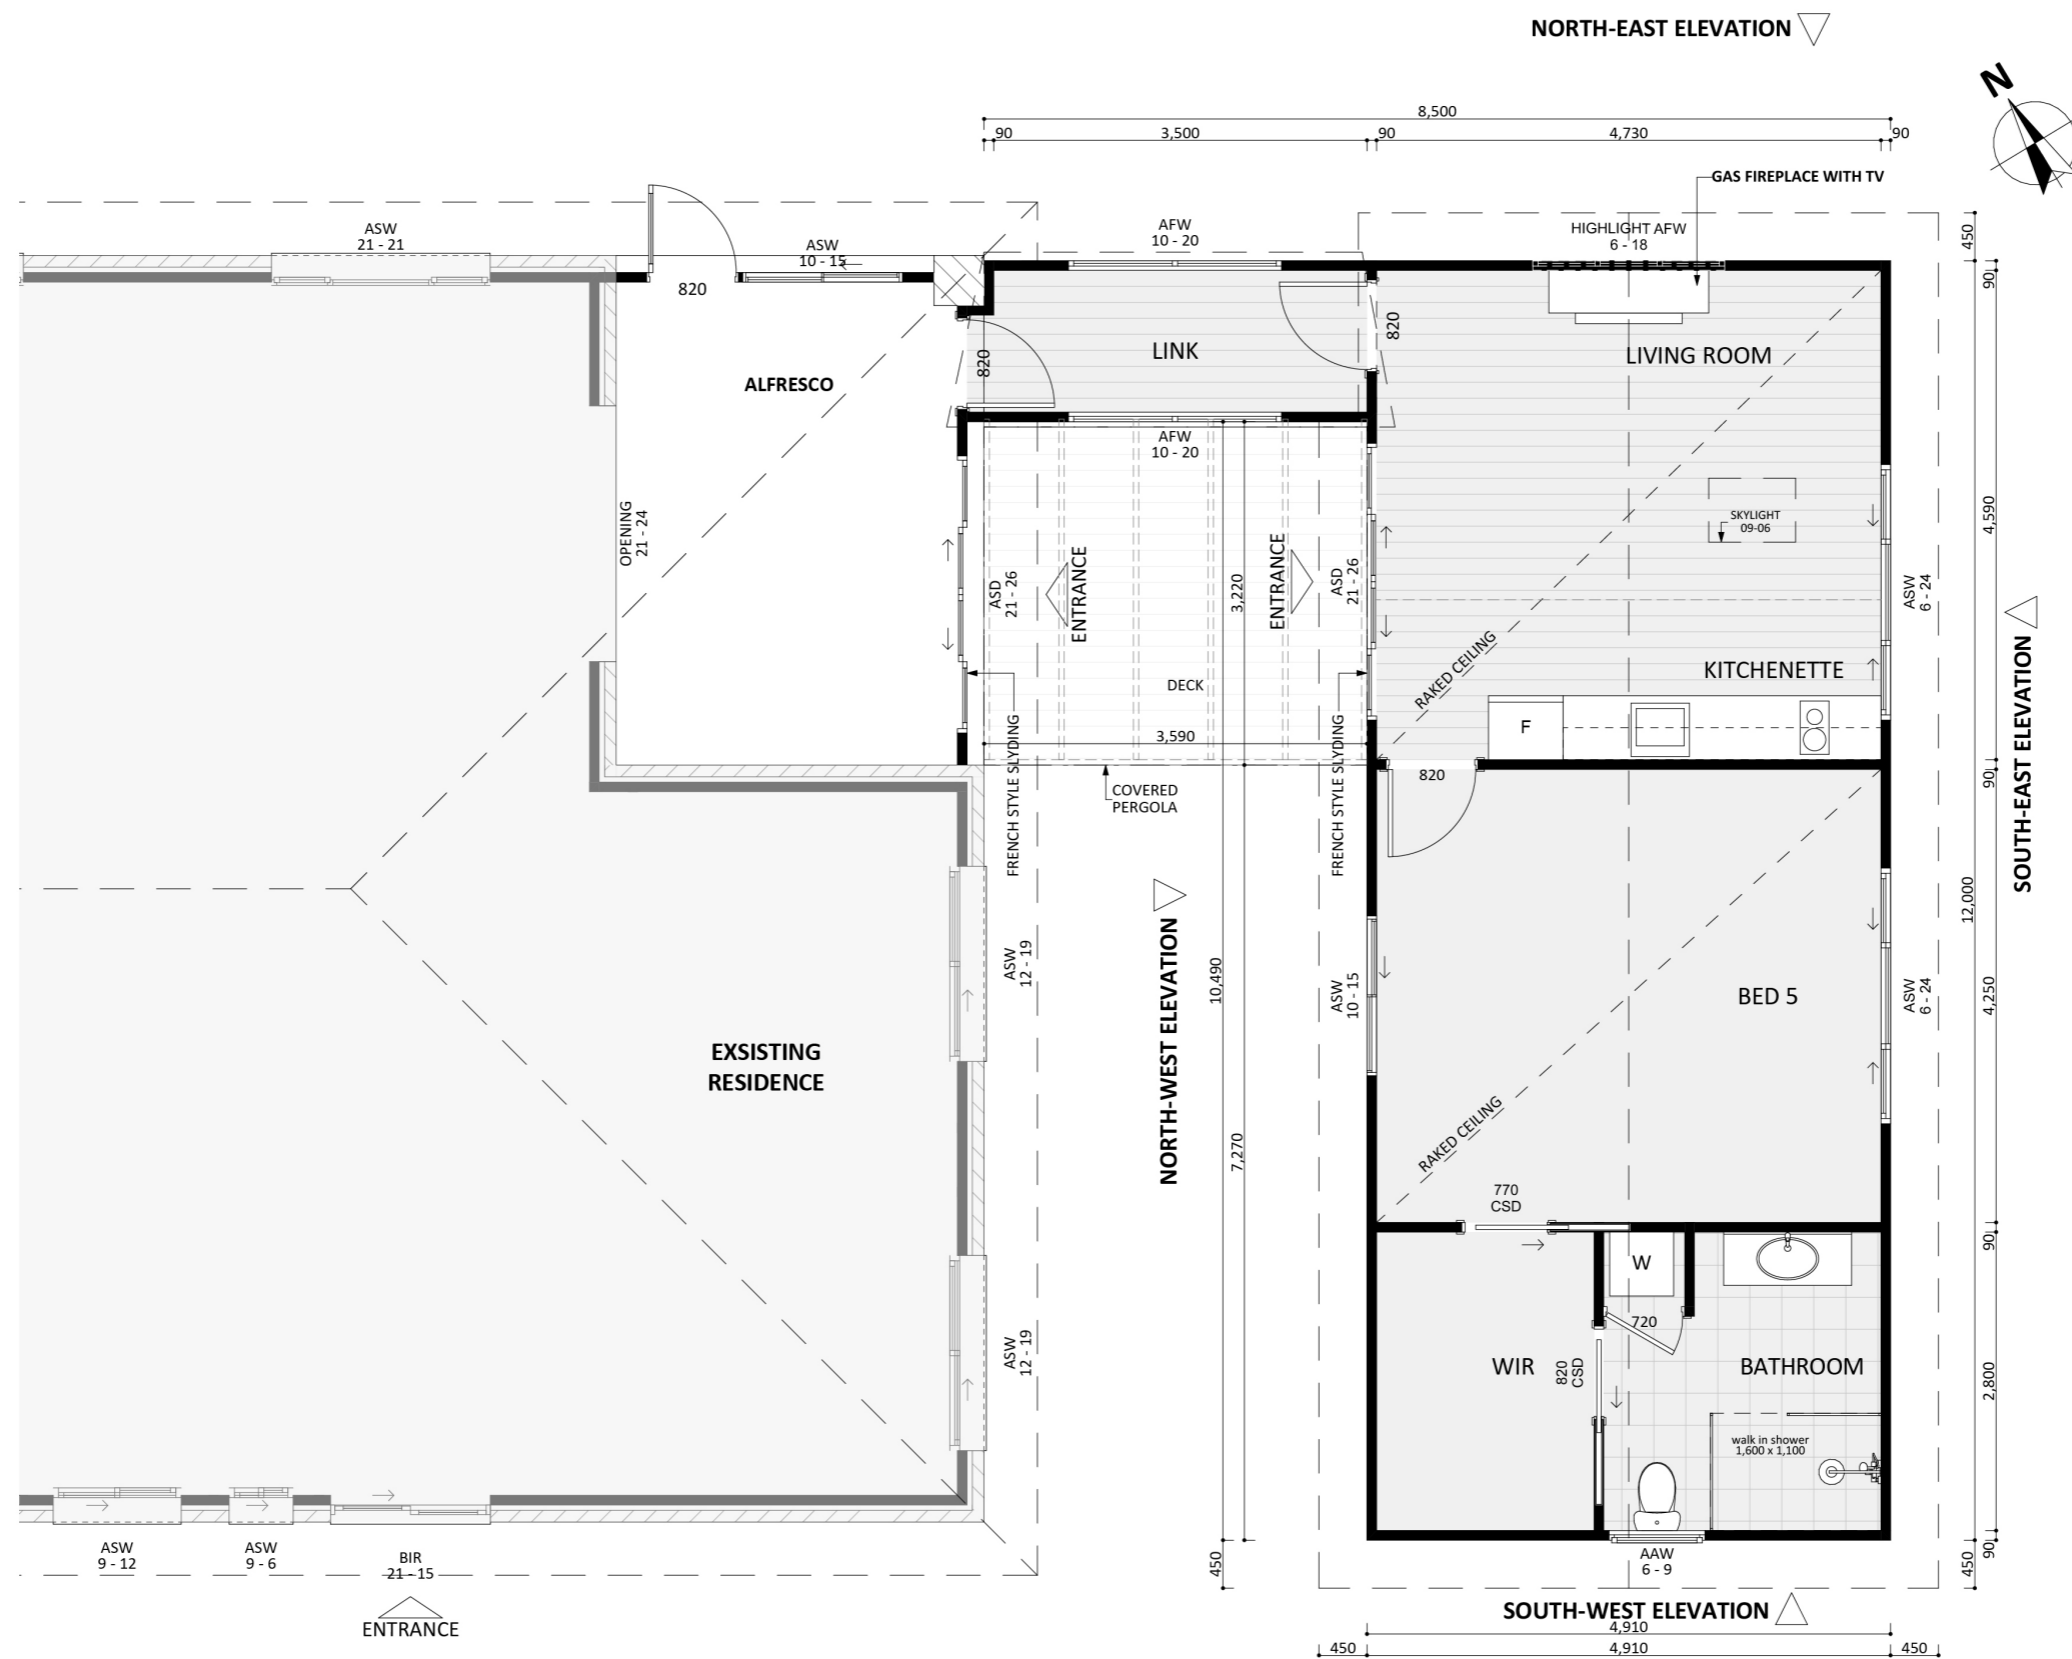 NORTH-EAST ELEVATION
N
8,500
90
3,500
90
4,730
90
GAS FIREPLACE WITH TV
ASW
21 - 21
ASW
10 - 15
AFW
10 - 20
HIGHLIGHT AFW
6 - 18
450
90
820
820
820
LINK
LIVING ROOM
ALFRESCO
AFW
10 - 20
OPENING
21 - 24
ASD
21 - 26
ENTRANCE
3,220
ENTRANCE
ASD
21 - 26
SKYLIGHT
09-06
4,590
ASW
6 - 24
SOUTH-EAST ELEVATION
RAKED CEILING
KITCHENETTE
DECK
F
3,590
FRENCH STYLE SLYDING
FRENCH STYLE SLYDING
COVERED
PERGOLA
820
90
12,000
NORTH-WEST ELEVATION
ASW
12 - 19
10,490
ASW
10 - 15
BED 5
ASW
6 - 24
4,250
EXSISTING
RESIDENCE
7,270
RAKED CEILING
770
CSD
90
W
720
ASW
12 - 19
WIR
820
CSD
BATHROOM
2,800
walk in shower
1,600 x 1,100
ASW
9 - 12
ASW
9 - 6
BIR
21 - 15
450
AAW
6 - 9
450
90
ENTRANCE
SOUTH-WEST ELEVATION
4,910
450
4,910
450